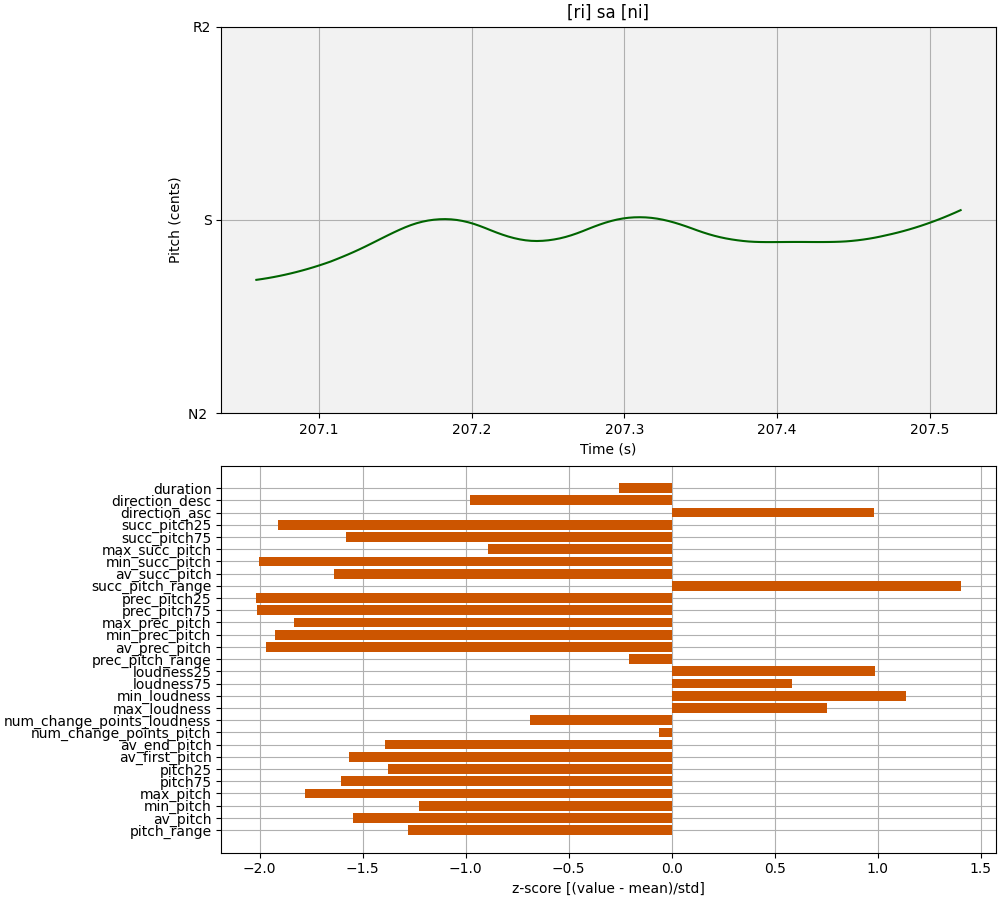 [ri] sa [ni]
R2
S
N2
Pitch (cents)
207.1 207.2 207.3 207.4 207.5
Time (s)
duration
direction_desc
direction_asc
succ_pitch25
succ_pitch75
max_succ_pitch
min_succ_pitch
av_succ_pitch
succ_pitch_range
prec_pitch25
prec_pitch75
max_prec_pitch
min_prec_pitch
av_prec_pitch
prec_pitch_range
loudness25
loudness75
min_loudness
max_loudness
num_change_points_loudness
num_change_points_pitch
av_end_pitch
av_first_pitch
pitch25
pitch75
max_pitch
min_pitch
av_pitch
pitch_range
−2.0 −1.5 −1.0 −0.5 0.0 0.5 1.0 1.5
z-score [(value - mean)/std]